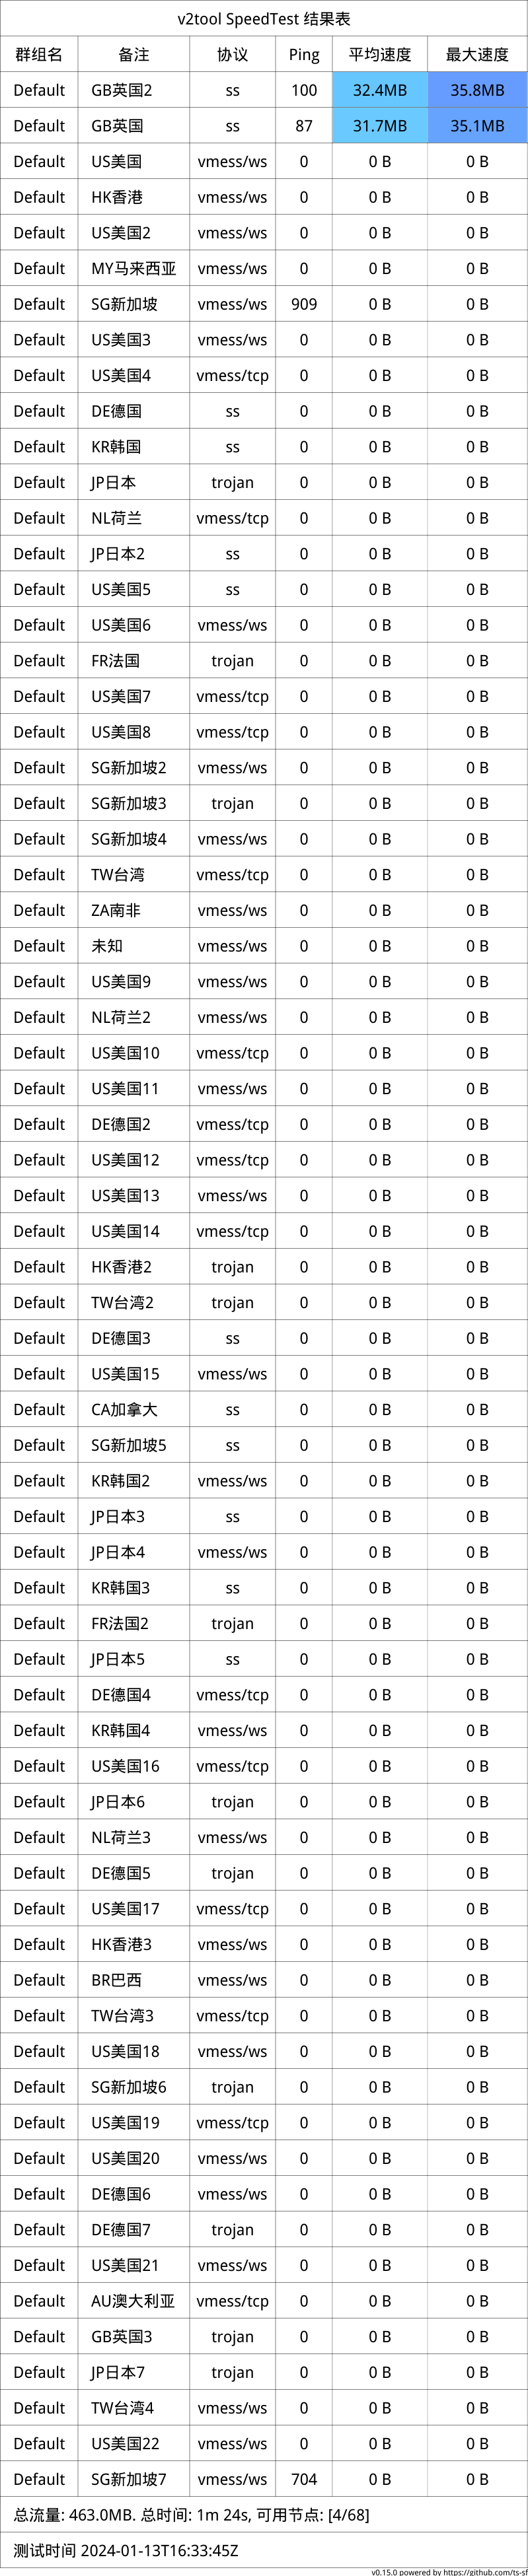 v2tool SpeedTest 结果表
群组名 备注 协议 Ping 平均速度 最大速度
Default GB英国2 ss 100 32.4MB 35.8MB
Default GB英国 ss 87 31.7MB 35.1MB
Default US美国 vmess/ws 0 0 B 0 B
Default HK香港 vmess/ws 0 0 B 0 B
Default US美国2 vmess/ws 0 0 B 0 B
Default MY马来西亚 vmess/ws 0 0 B 0 B
Default SG新加坡 vmess/ws 909 0 B 0 B
Default US美国3 vmess/ws 0 0 B 0 B
Default US美国4 vmess/tcp 0 0 B 0 B
Default DE德国 ss 0 0 B 0 B
Default KR韩国 ss 0 0 B 0 B
Default JP日本 trojan 0 0 B 0 B
Default NL荷兰 vmess/tcp 0 0 B 0 B
Default JP日本2 ss 0 0 B 0 B
Default US美国5 ss 0 0 B 0 B
Default US美国6 vmess/ws 0 0 B 0 B
Default FR法国 trojan 0 0 B 0 B
Default US美国7 vmess/tcp 0 0 B 0 B
Default US美国8 vmess/tcp 0 0 B 0 B
Default SG新加坡2 vmess/ws 0 0 B 0 B
Default SG新加坡3 trojan 0 0 B 0 B
Default SG新加坡4 vmess/ws 0 0 B 0 B
Default TW台湾 vmess/tcp 0 0 B 0 B
Default ZA南非 vmess/ws 0 0 B 0 B
Default 未知 vmess/ws 0 0 B 0 B
Default US美国9 vmess/ws 0 0 B 0 B
Default NL荷兰2 vmess/ws 0 0 B 0 B
Default US美国10 vmess/tcp 0 0 B 0 B
Default US美国11 vmess/ws 0 0 B 0 B
Default DE德国2 vmess/tcp 0 0 B 0 B
Default US美国12 vmess/tcp 0 0 B 0 B
Default US美国13 vmess/ws 0 0 B 0 B
Default US美国14 vmess/tcp 0 0 B 0 B
Default HK香港2 trojan 0 0 B 0 B
Default TW台湾2 trojan 0 0 B 0 B
Default DE德国3 ss 0 0 B 0 B
Default US美国15 vmess/ws 0 0 B 0 B
Default CA加拿大 ss 0 0 B 0 B
Default SG新加坡5 ss 0 0 B 0 B
Default KR韩国2 vmess/ws 0 0 B 0 B
Default JP日本3 ss 0 0 B 0 B
Default JP日本4 vmess/ws 0 0 B 0 B
Default KR韩国3 ss 0 0 B 0 B
Default FR法国2 trojan 0 0 B 0 B
Default JP日本5 ss 0 0 B 0 B
Default DE德国4 vmess/tcp 0 0 B 0 B
Default KR韩国4 vmess/ws 0 0 B 0 B
Default US美国16 vmess/tcp 0 0 B 0 B
Default JP日本6 trojan 0 0 B 0 B
Default NL荷兰3 vmess/ws 0 0 B 0 B
Default DE德国5 trojan 0 0 B 0 B
Default US美国17 vmess/tcp 0 0 B 0 B
Default HK香港3 vmess/ws 0 0 B 0 B
Default BR巴西 vmess/ws 0 0 B 0 B
Default TW台湾3 vmess/tcp 0 0 B 0 B
Default US美国18 vmess/ws 0 0 B 0 B
Default SG新加坡6 trojan 0 0 B 0 B
Default US美国19 vmess/tcp 0 0 B 0 B
Default US美国20 vmess/ws 0 0 B 0 B
Default DE德国6 vmess/ws 0 0 B 0 B
Default DE德国7 trojan 0 0 B 0 B
Default US美国21 vmess/ws 0 0 B 0 B
Default AU澳大利亚 vmess/tcp 0 0 B 0 B
Default GB英国3 trojan 0 0 B 0 B
Default JP日本7 trojan 0 0 B 0 B
Default TW台湾4 vmess/ws 0 0 B 0 B
Default US美国22 vmess/ws 0 0 B 0 B
Default SG新加坡7 vmess/ws 704 0 B 0 B
总流量: 463.0MB. 总时间: 1m 24s, 可用节点: [4/68]
测试时间 2024-01-13T16:33:45Z
v0.15.0 powered by https://github.com/ts-sf